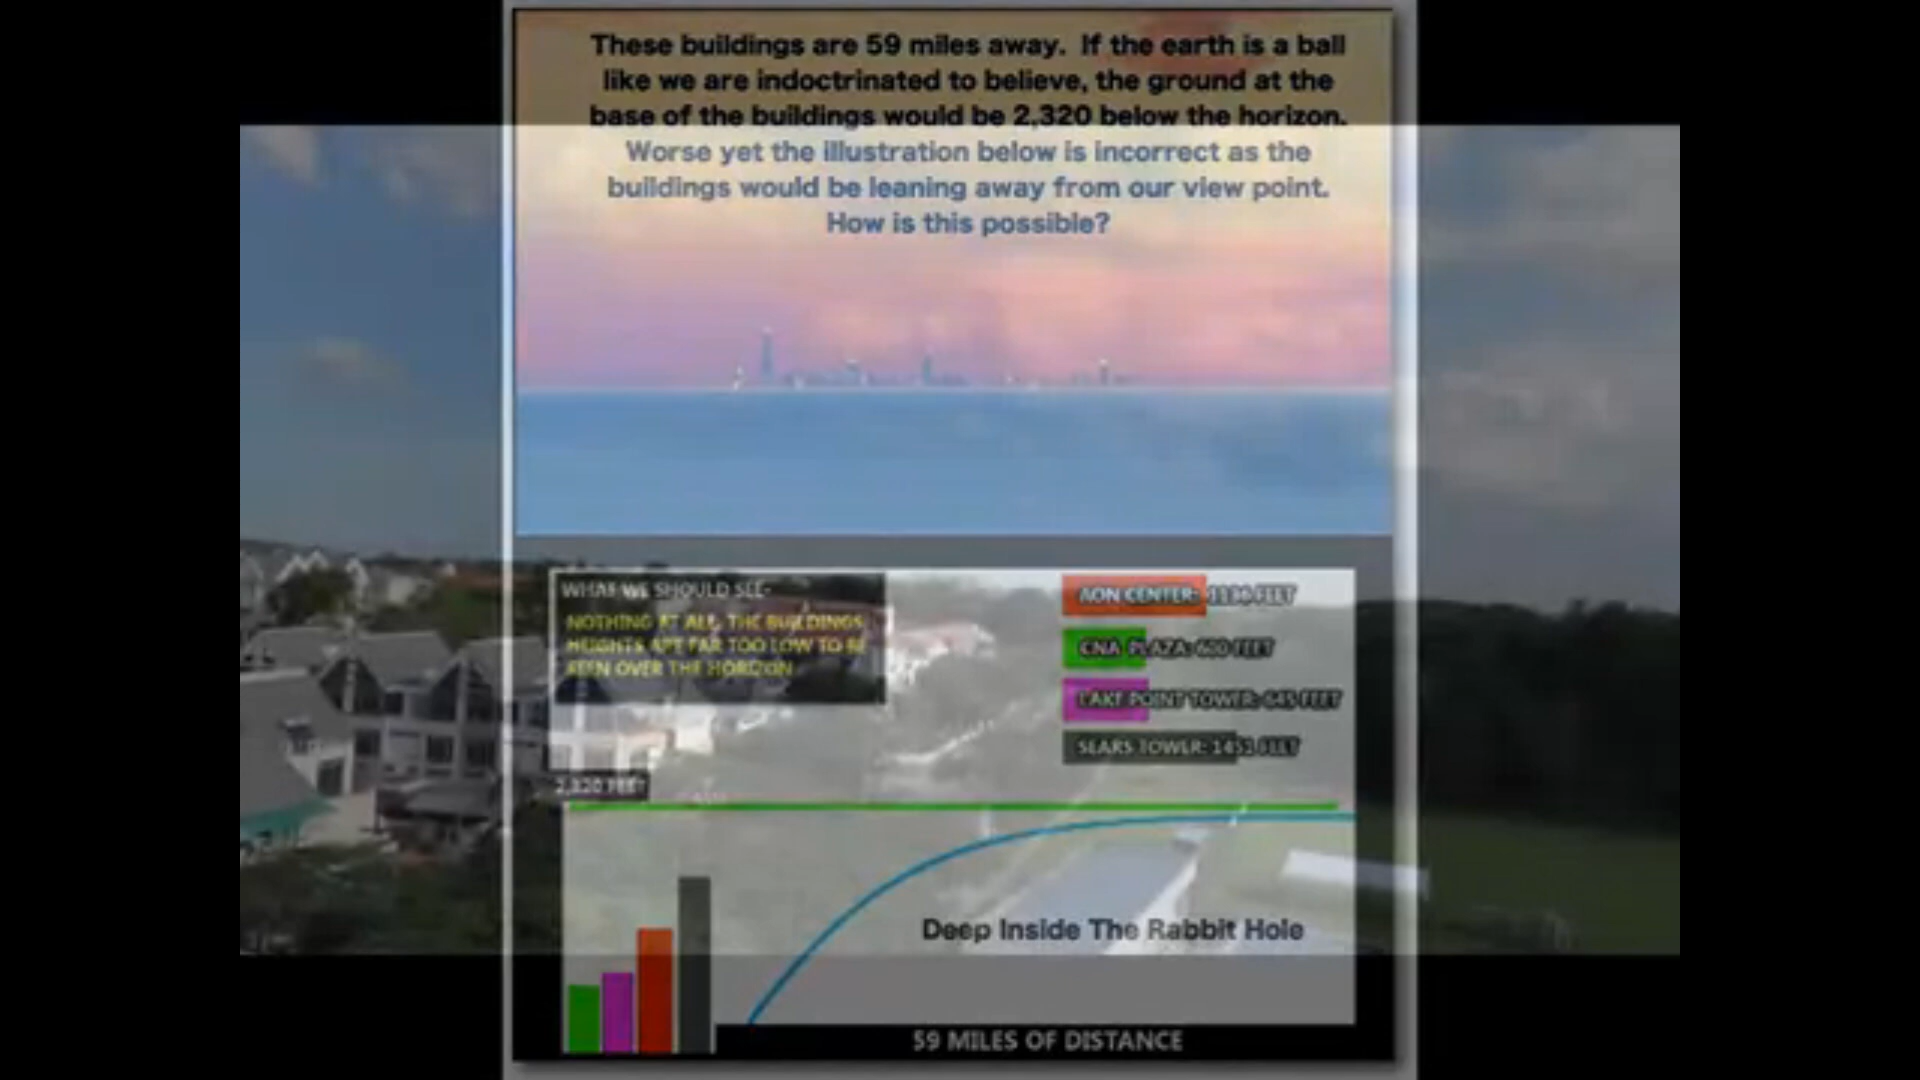 These buildings are 59 miles away. If the earth is a ball
like we are indoctrinated to believe, the ground at the
base of the buildings would be 2,320 below the horizon.
Worse yet the illustration below is incorrect as the
buildings would be leaning away from our view point.
How is this possible?
WHAT WE SHOULD SEE-
NOTHING AT ALL, THE BUILDINGS
HEIGHTS ARE FAR TOO LOW TO BE
SEEN OVER THE HORIZON
AON CENTER: 1136 FEET
CNA PLAZA: 600 FEET
LAKE POINT TOWER: 645 FEET
SEARS TOWER: 1451 FEET
2,320 FEET
Deep Inside The Rabbit Hole
59 MILES OF DISTANCE